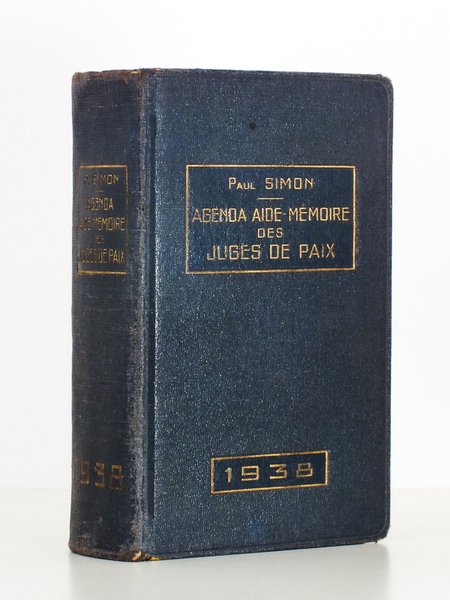 P. SIMON
AGENDA
AIDE-MÉMOIRE
DES
JUGES DE PAIX
1938
PAUL SIMON
AGENDA AIDE-MÉMOIRE
DES
JUGES DE PAIX
1938